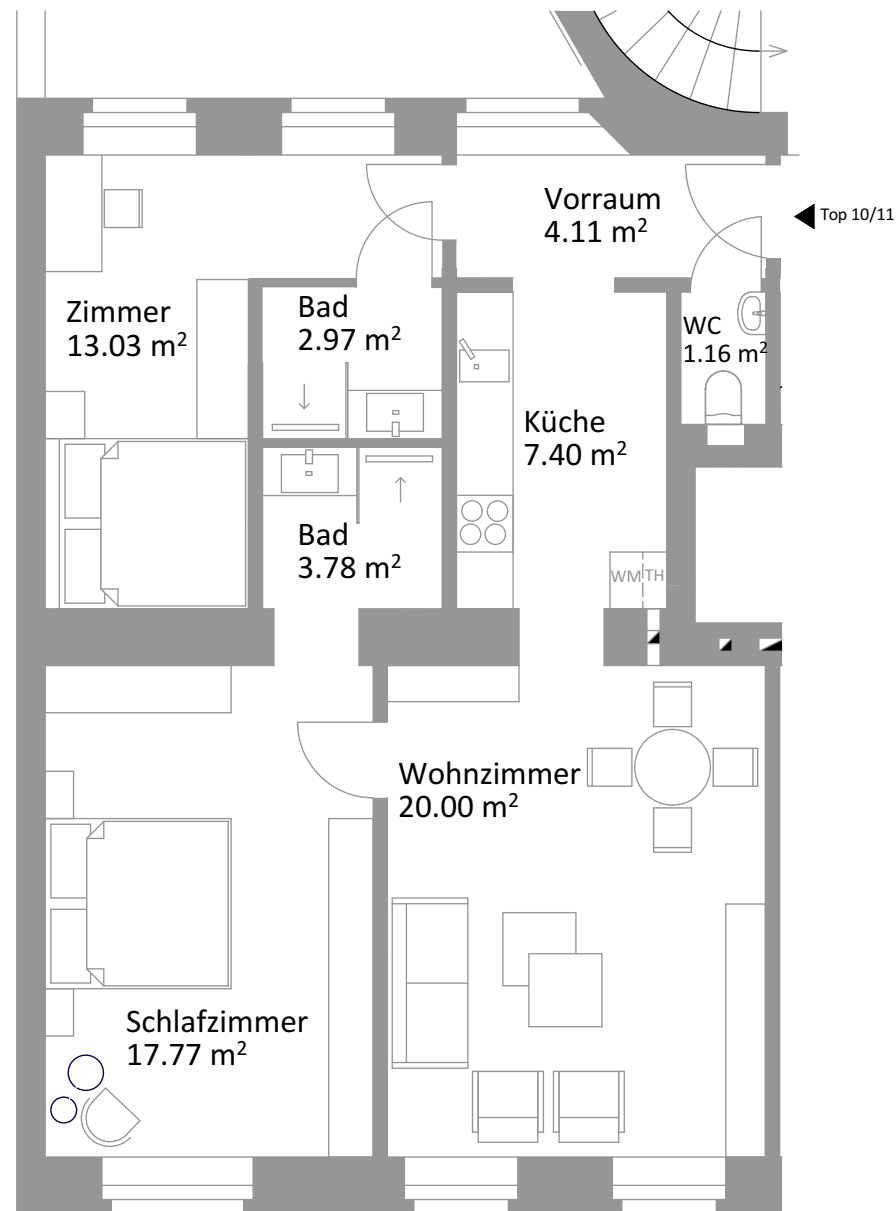 Vorraum
4.11 m²
Top 10/11
Zimmer
13.03 m²
Bad
2.97 m²
WC
1.16 m²
Küche
7.40 m²
Bad
3.78 m²
WM TH
Wohnzimmer
20.00 m²
Schlafzimmer
17.77 m²